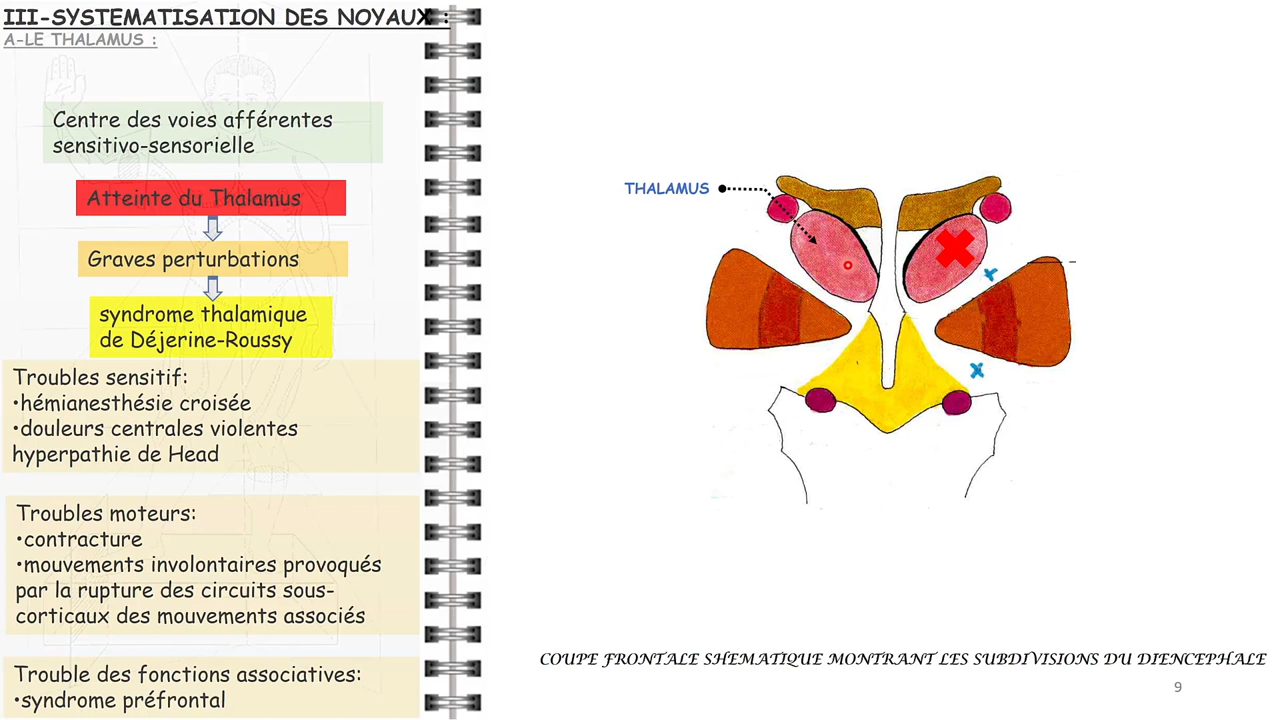 III-SYSTEMATISATION DES NOYAUX :
A-LE THALAMUS :
Centre des voies afférentes
sensitivo-sensorielle
Atteinte du Thalamus
Graves perturbations
syndrome thalamique
de Déjerine-Roussy
Troubles sensitif:
•hémianesthésie croisée
•douleurs centrales violentes
hyperpathie de Head
Troubles moteurs:
•contracture
•mouvements involontaires provoqués
par la rupture des circuits sous-
corticaux des mouvements associés
Trouble des fonctions associatives:
•syndrome préfrontal
THALAMUS
COUPE FRONTALE SHEMATIQUE MONTRANT LES SUBDIVISIONS DU DIENCEPHALE
9